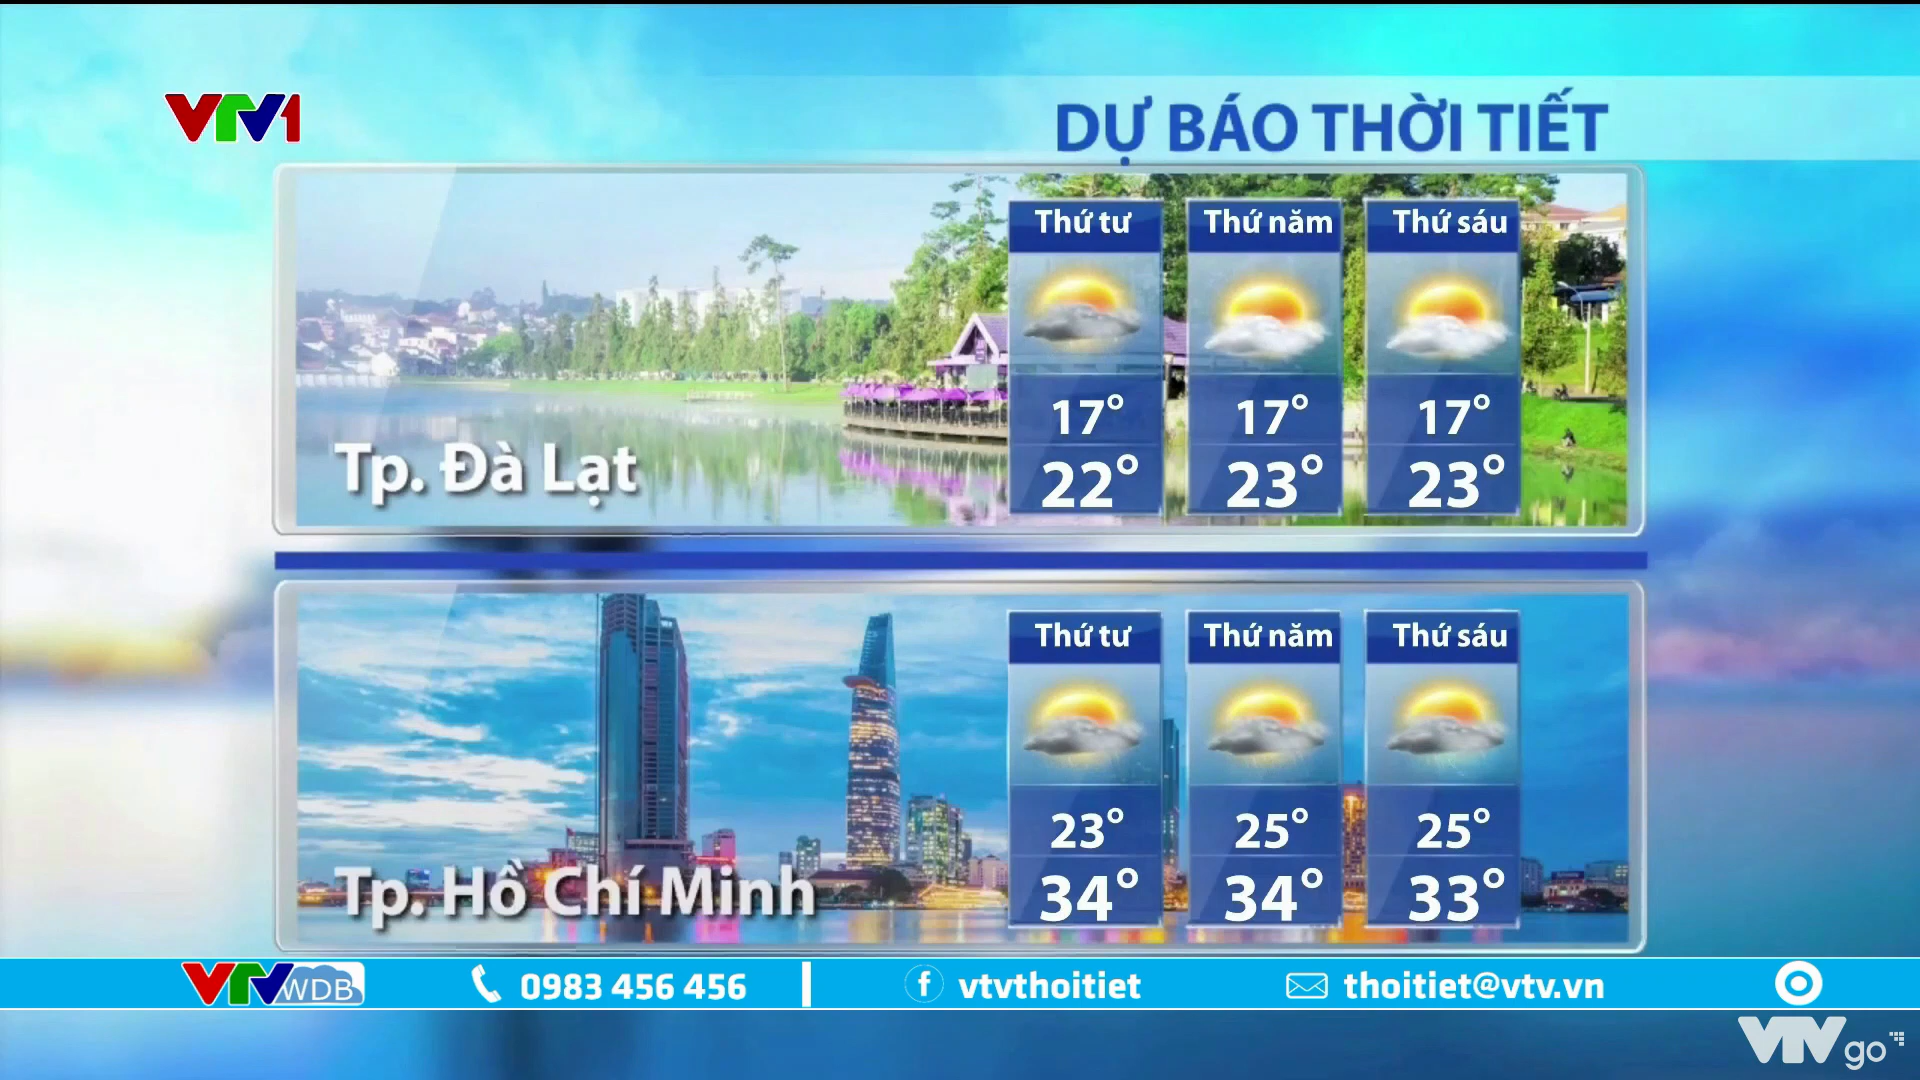 VTV1
DỰ BÁO THỜI TIẾT
Thứ tư Thứ năm Thứ sáu
17° 17° 17°
22° 23° 23°
Tp. Đà Lạt
Thứ tư Thứ năm Thứ sáu
23° 25° 25°
34° 34° 33°
Tp. Hồ Chí Minh
VTV WDB 0983 456 456 vtvthoitiet thoitiet@vtv.vn
VTV go